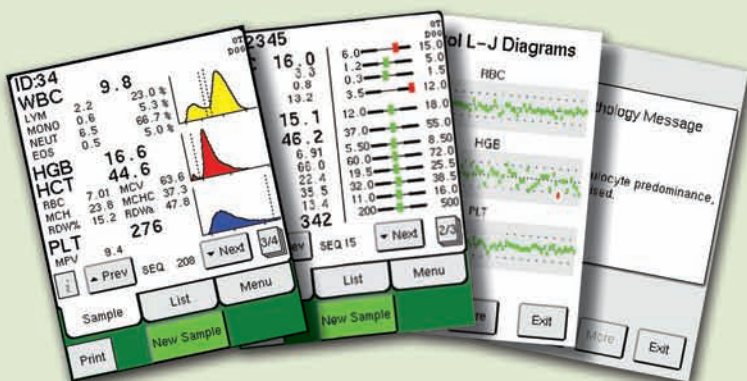 ID:34
OT
DOG
WBC 9.8
LYM 2.2 23.0 %
MONO 0.6 5.3 %
NEUT 6.5 66.7 %
EOS 0.5 5.0 %
HGB 16.6
HCT 44.6
RBC 7.01 MCV 63.6
MCH 23.8 MCHC 37.3
RDW% 15.2 RDWa 47.8
PLT 276
MPV 9.4
Prev SEQ 208 Next 3/4
Sample List Menu
Print New Sample
2345
OT
DOG
16.0 6.0 15.0
3.3 1.2 5.0
0.8 0.3 1.5
13.2 3.5 12.0
15.1 12.0 18.0
46.2 37.0 55.0
6.91 5.50 8.50
66.0 60.0 72.0
22.4 19.5 25.5
35.5 32.0 38.5
13.4 11.0 16.0
342 200 500
SEQ 15 Next 2/3
List Menu
New Sample
L-J Diagrams
RBC
HGB
PLT
Exit
Message
predominance,
More Exit